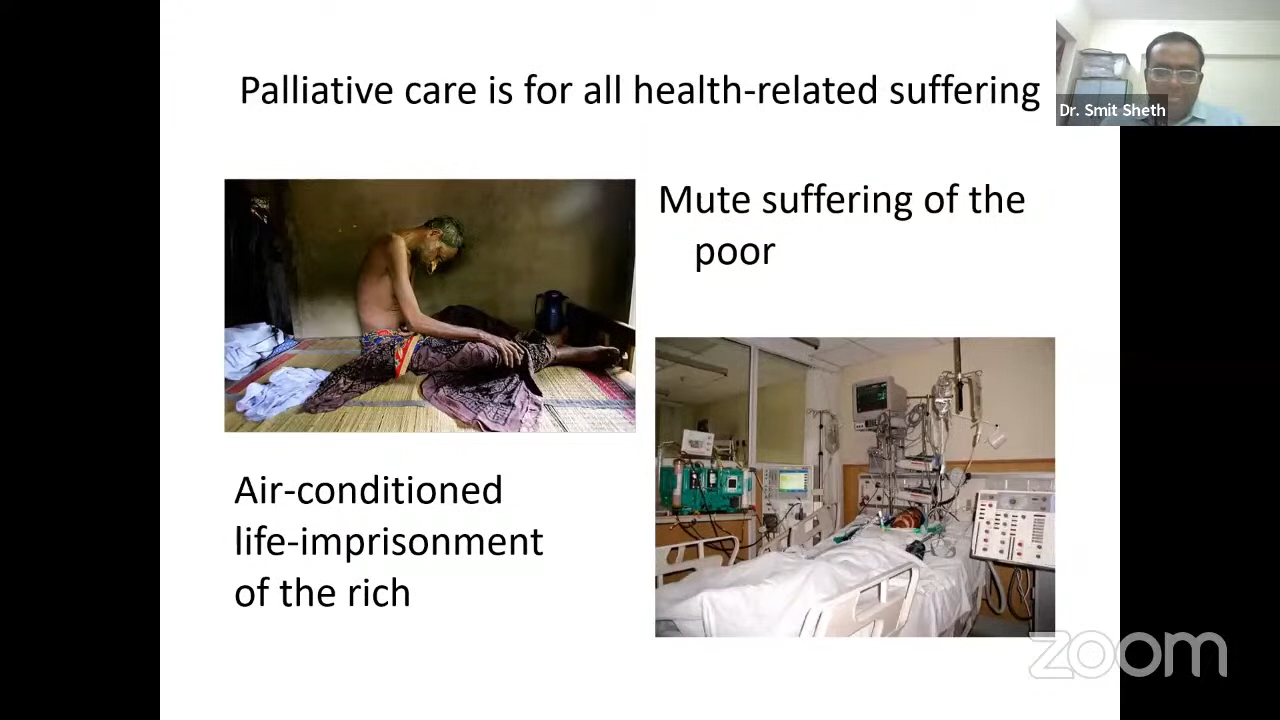 Palliative care is for all health-related suffering
Dr. Smit Sheth
Mute suffering of the
poor
Air-conditioned
life-imprisonment
of the rich
zoom